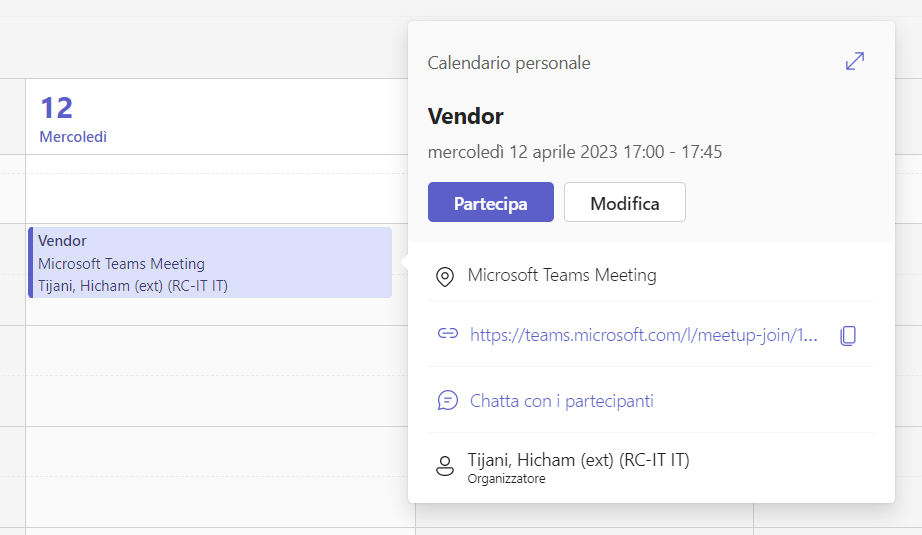 12
Mercoledì
Vendor
Microsoft Teams Meeting
Tijani, Hicham (ext) (RC-IT IT)
Calendario personale
Vendor
mercoledì 12 aprile 2023 17:00 - 17:45
Partecipa
Modifica
Microsoft Teams Meeting
https://teams.microsoft.com/l/meetup-join/1...
Chatta con i partecipanti
Tijani, Hicham (ext) (RC-IT IT)
Organizzatore